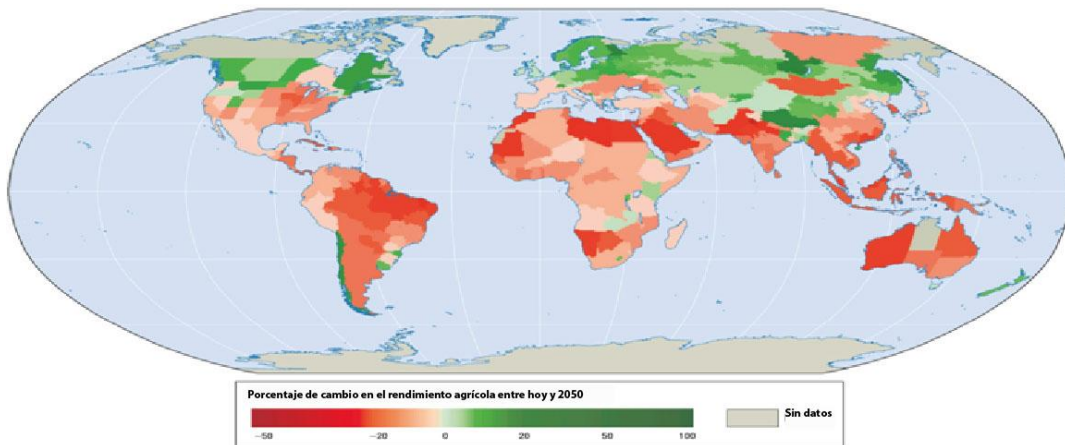 Porcentaje de cambio en el rendimiento agrícola entre hoy y 2050
−50 −20 0 20 50 100
Sin datos